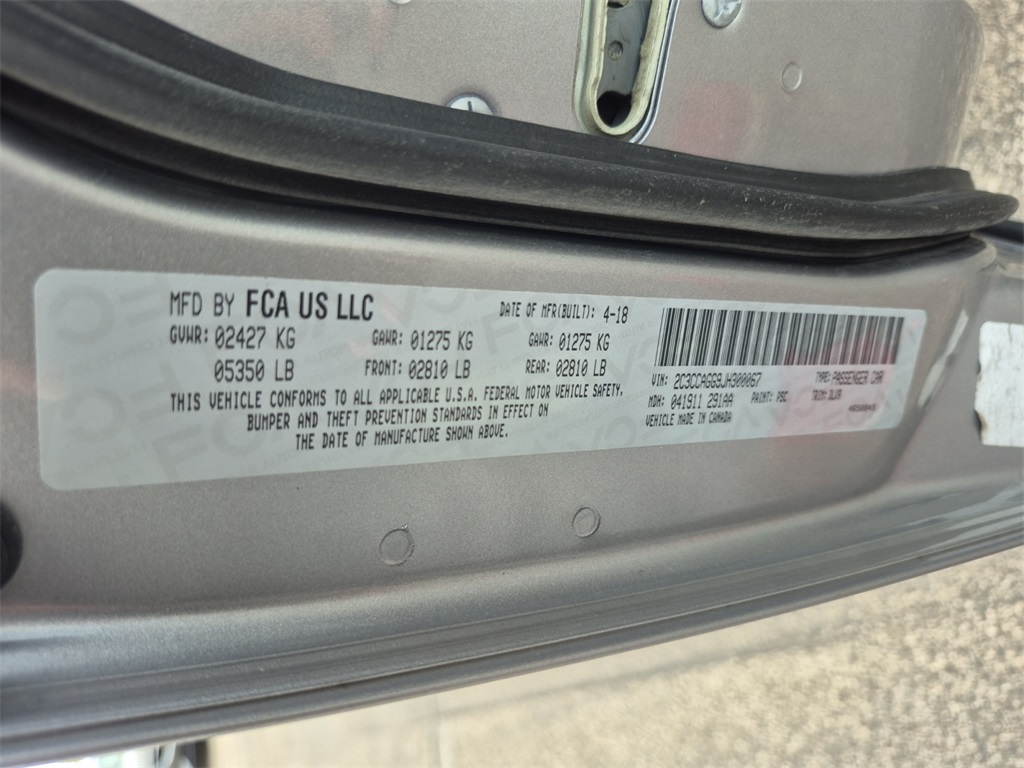 MFD BY FCA US LLC
DATE OF MFR(BUILT): 4-18
GVWR: 02427 KG GAWR: 01275 KG GAWR: 01275 KG
05350 LB FRONT: 02810 LB REAR: 02810 LB
THIS VEHICLE CONFORMS TO ALL APPLICABLE U.S.A. FEDERAL MOTOR VEHICLE SAFETY,
BUMPER AND THEFT PREVENTION STANDARDS IN EFFECT ON
THE DATE OF MANUFACTURE SHOWN ABOVE.
VIN: 2C3CCAGG9JH300067 TYPE: PASSENGER CAR
MDH: 041911 291AA PAINT: PSC TRIM:
VEHICLE MADE IN CANADA